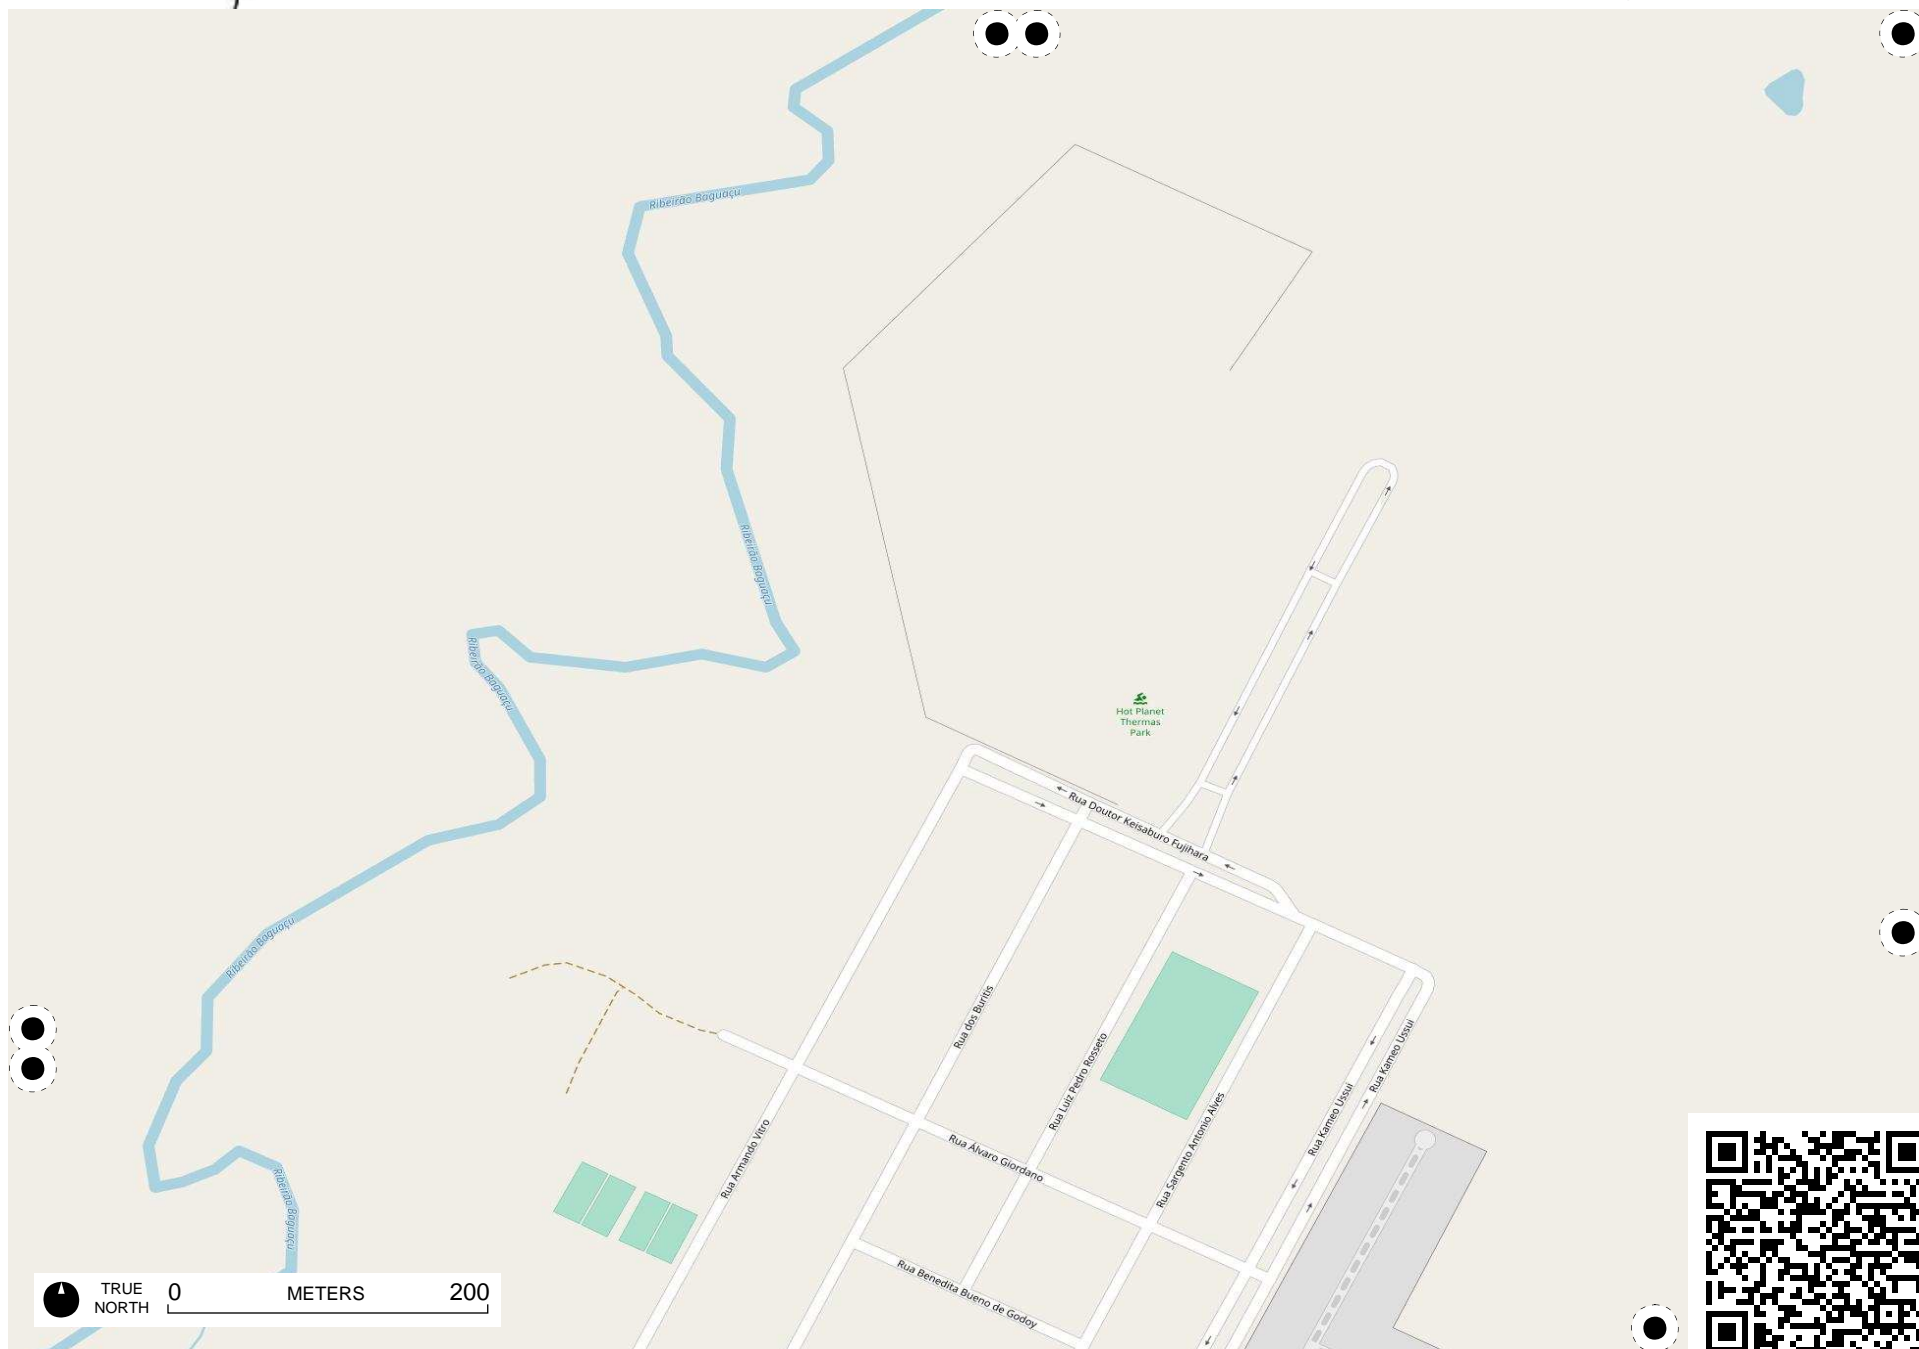 Ribeirão Baguaçu
Ribeirão Baguaçu
Ribeirão Baguaçu
Hot Planet
Thermas
Park
Rua Doutor Keisaburo Fujihara
Ribeirão Baguaçu
Rua dos Buritis
Rua Luiz Pedro Rosseto
Rua Kameo Ussui
Rua Kameo Ussui
Rua Armando Vitro
Rua Álvaro Giordano
Rua Sargento Antonio Alves
Ribeirão Baguaçu
Rua Benedita Bueno de Godoy
TRUE
NORTH
0 METERS 200